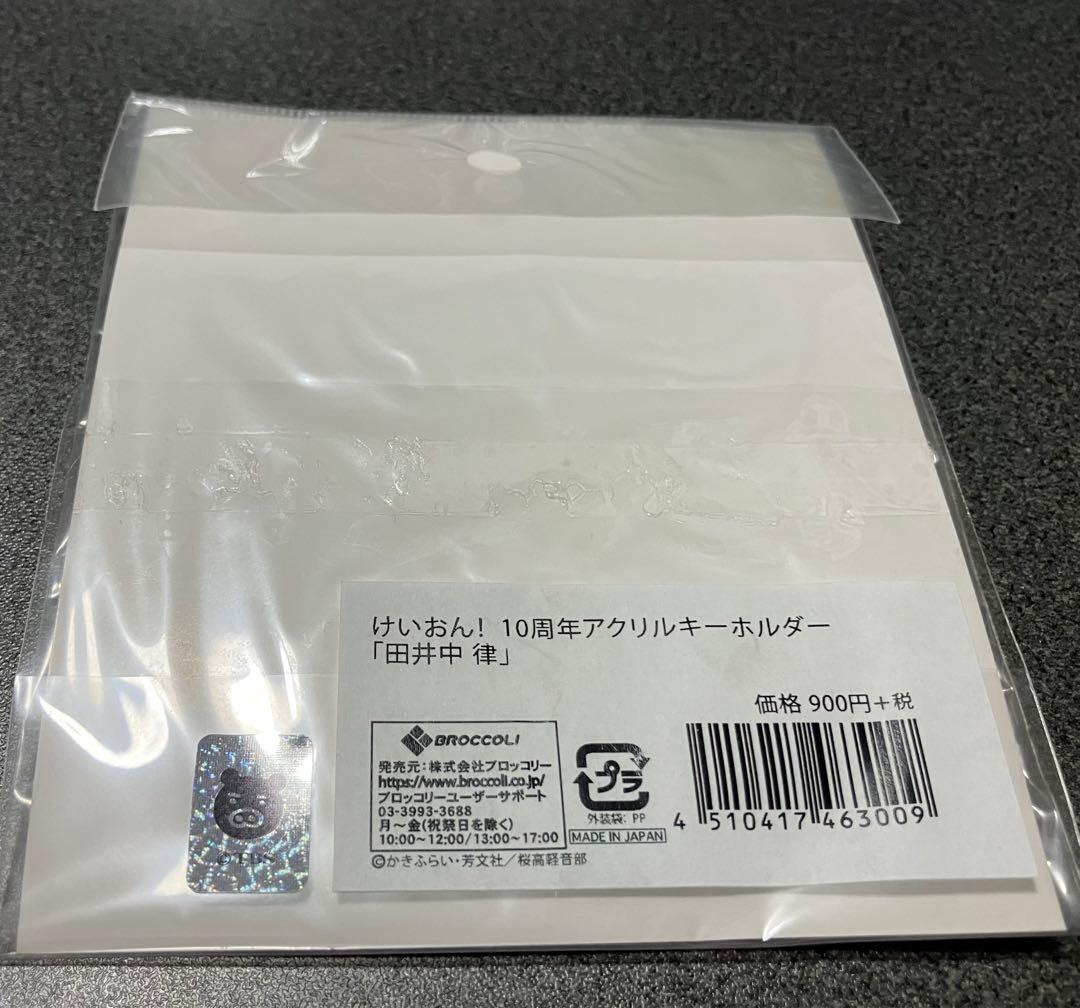 けいおん! 10周年アクリルキーホルダー
「田井中 律」
価格 900円+税
BROCCOLI
発売元:株式会社ブロッコリー
https://www.broccoli.co.jp/
ブロッコリーユーザーサポート
03-3993-3688
月～金(祝祭日を除く)
10:00～12:00/13:00～17:00
プラ
外装袋: PP
MADE IN JAPAN
4 510417 463009
©かきふらい・芳文社/桜高軽音部
©TBS